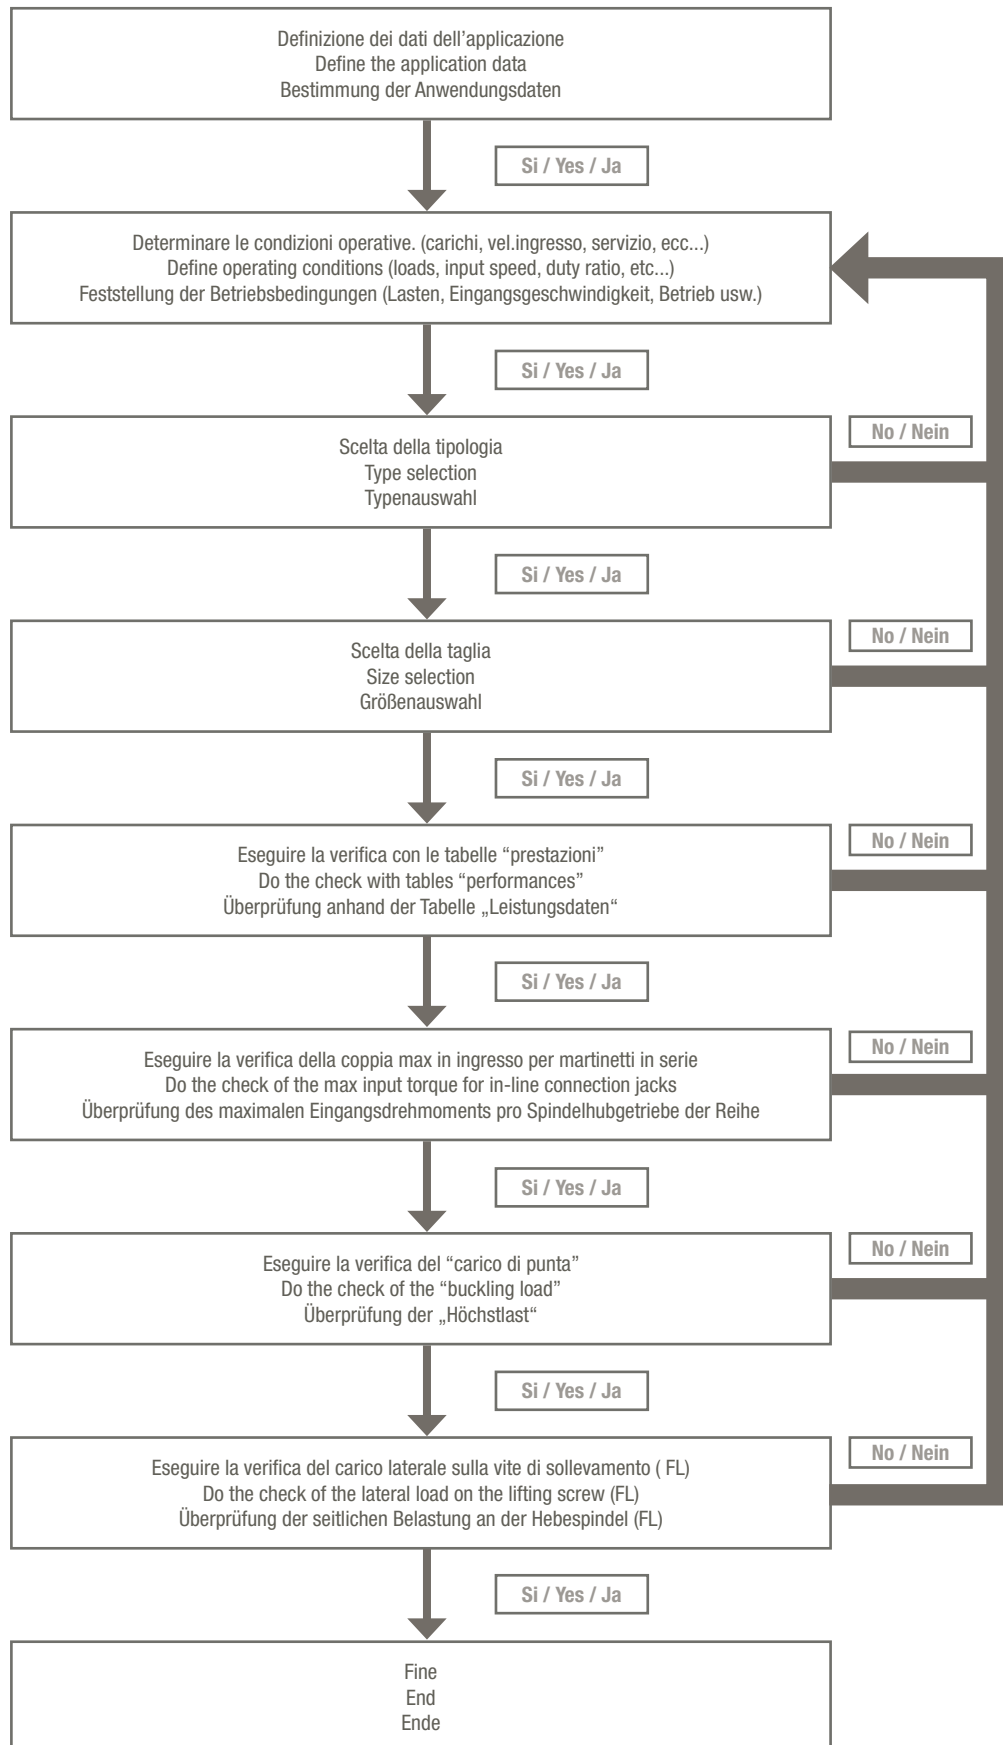 Definizione dei dati dell’applicazione
Define the application data
Bestimmung der Anwendungsdaten
Si / Yes / Ja
Determinare le condizioni operative. (carichi, vel.ingresso, servizio, ecc...)
Define operating conditions (loads, input speed, duty ratio, etc...)
Feststellung der Betriebsbedingungen (Lasten, Eingangsgeschwindigkeit, Betrieb usw.)
Si / Yes / Ja
Scelta della tipologia
Type selection
Typenauswahl
No / Nein
Si / Yes / Ja
Scelta della taglia
Size selection
Größenauswahl
No / Nein
Si / Yes / Ja
Eseguire la verifica con le tabelle “prestazioni”
Do the check with tables “performances”
Überprüfung anhand der Tabelle „Leistungsdaten“
No / Nein
Si / Yes / Ja
Eseguire la verifica della coppia max in ingresso per martinetti in serie
Do the check of the max input torque for in-line connection jacks
Überprüfung des maximalen Eingangsdrehmoments pro Spindelhubgetriebe der Reihe
No / Nein
Si / Yes / Ja
Eseguire la verifica del “carico di punta”
Do the check of the “buckling load”
Überprüfung der „Höchstlast“
No / Nein
Si / Yes / Ja
Eseguire la verifica del carico laterale sulla vite di sollevamento ( FL)
Do the check of the lateral load on the lifting screw (FL)
Überprüfung der seitlichen Belastung an der Hebespindel (FL)
No / Nein
Si / Yes / Ja
Fine
End
Ende